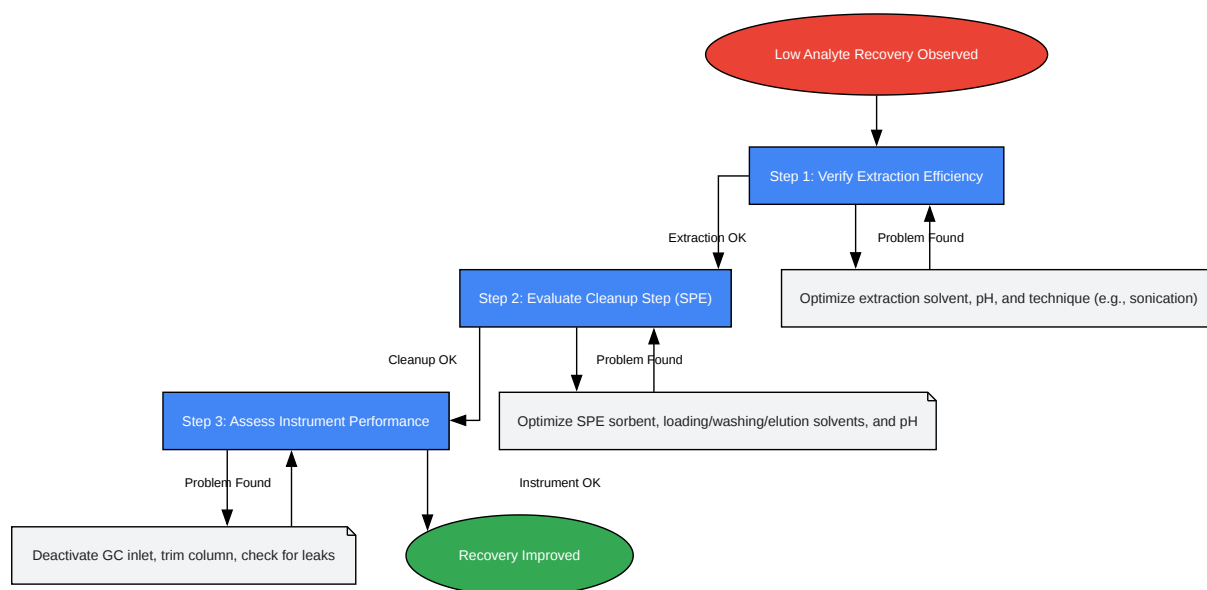 Low Analyte Recovery Observed
Step 1: Verify Extraction Efficiency
Extraction OK
Problem Found
Step 2: Evaluate Cleanup Step (SPE)
Optimize extraction solvent, pH, and technique (e.g., sonication)
Cleanup OK
Problem Found
Step 3: Assess Instrument Performance
Optimize SPE sorbent, loading/washing/elution solvents, and pH
Problem Found
Instrument OK
Deactivate GC inlet, trim column, check for leaks
Recovery Improved